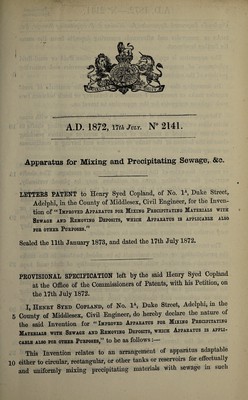 A.D. 1872, 17th July. Nº 2141.
Apparatus for Mixing and Precipitating Sewage, &c.
LETTERS PATENT to Henry Syed Copland, of No. 1ᴬ, Duke Street,
Adelphi, in the County of Middlesex, Civil Engineer, for the Inven-
tion of "Improved Apparatus for Mixing Precipitating Materials with
Sewage and Removing Deposits, which Apparatus is applicable also
for other Purposes."
Sealed the 11th January 1873, and dated the 17th July 1872.
PROVISIONAL SPECIFICATION left by the said Henry Syed Copland
at the Office of the Commissioners of Patents, with his Petition, on
the 17th July 1872.
I, Henry Syed Copland, of No. 1ᴬ, Duke Street, Adelphi, in the
5 County of Middlesex, Civil Engineer, do hereby declare the nature of
the said Invention for "Improved Apparatus for Mixing Precipitating
Materials with Sewage and Removing Deposits, which Apparatus is appli-
cable also for other Purposes," to be as follows:—
This Invention relates to an arrangement of apparatus adaptable
10 either to circular, rectangular, or other tanks or reservoirs for effectually
and uniformly mixing precipitating materials with sewage in such